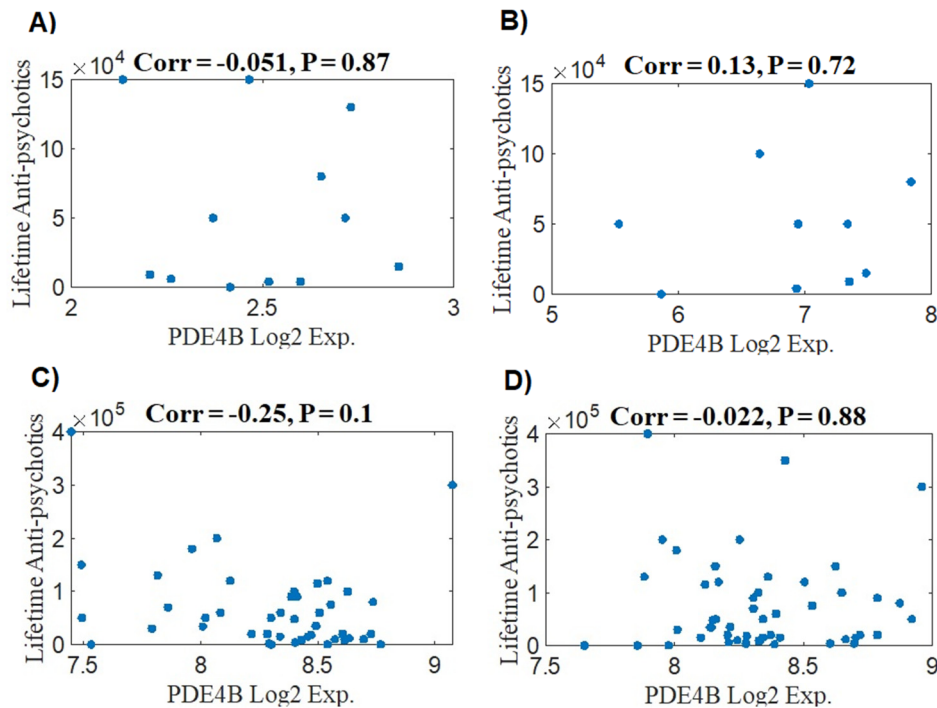 A)
×10⁴
Corr = -0.051, P = 0.87
Lifetime Anti-psychotics
15
10
5
0
2
2.5
3
PDE4B Log2 Exp.
B)
×10⁴
Corr = 0.13, P = 0.72
Lifetime Anti-psychotics
15
10
5
0
5
6
7
8
PDE4B Log2 Exp.
C)
×10⁵
Corr = -0.25, P = 0.1
Lifetime Anti-psychotics
4
3
2
1
0
7.5
8
8.5
9
PDE4B Log2 Exp.
D)
×10⁵
Corr = -0.022, P = 0.88
Lifetime Anti-psychotics
4
3
2
1
0
7.5
8
8.5
9
PDE4B Log2 Exp.